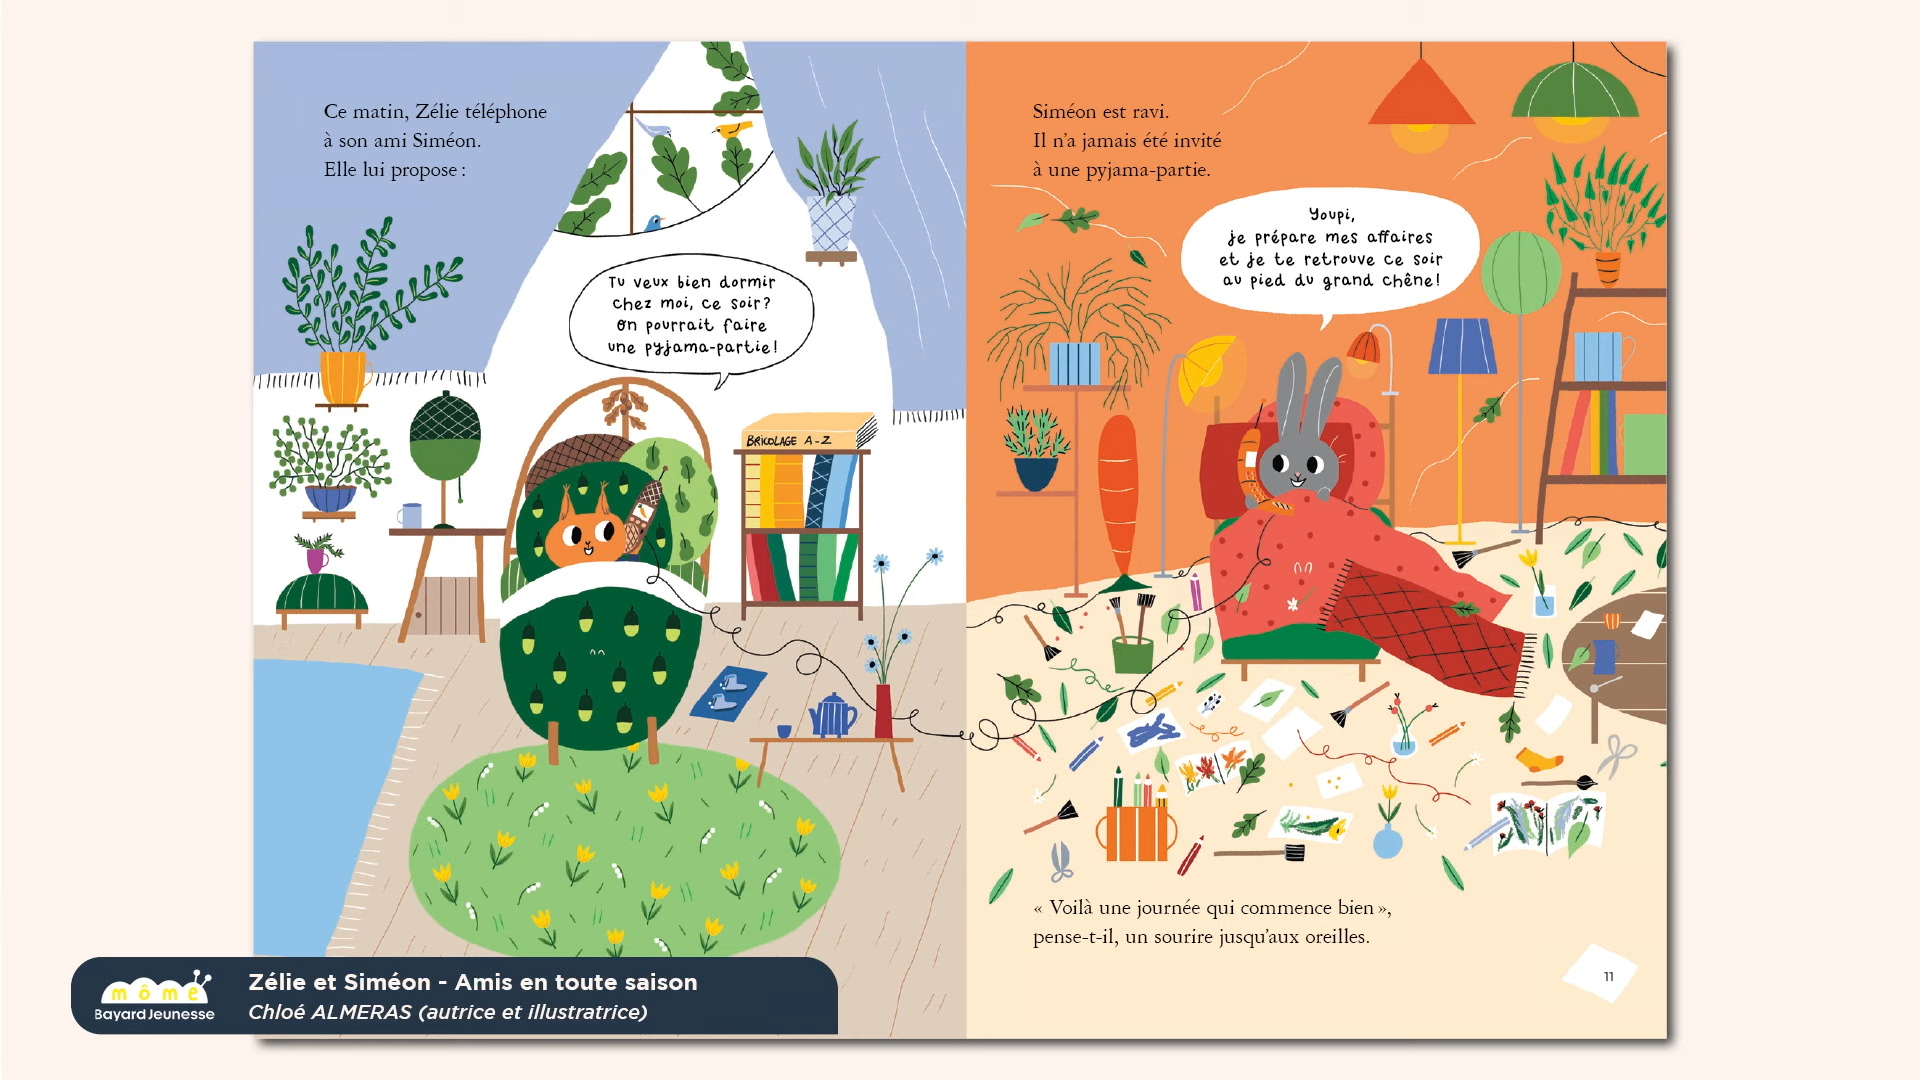 Ce matin, Zélie téléphone
à son ami Siméon.
Elle lui propose :
Tu veux bien dormir
chez moi, ce soir ?
On pourrait faire
une pyjama-partie !
BRICOLAGE A-Z
Siméon est ravi.
Il n'a jamais été invité
à une pyjama-partie.
Youpi,
je prépare mes affaires
et je te retrouve ce soir
au pied du grand chêne !
« Voilà une journée qui commence bien »,
pense-t-il, un sourire jusqu'aux oreilles.
11
môme
Bayard Jeunesse
Zélie et Siméon - Amis en toute saison
Chloé ALMERAS (autrice et illustratrice)